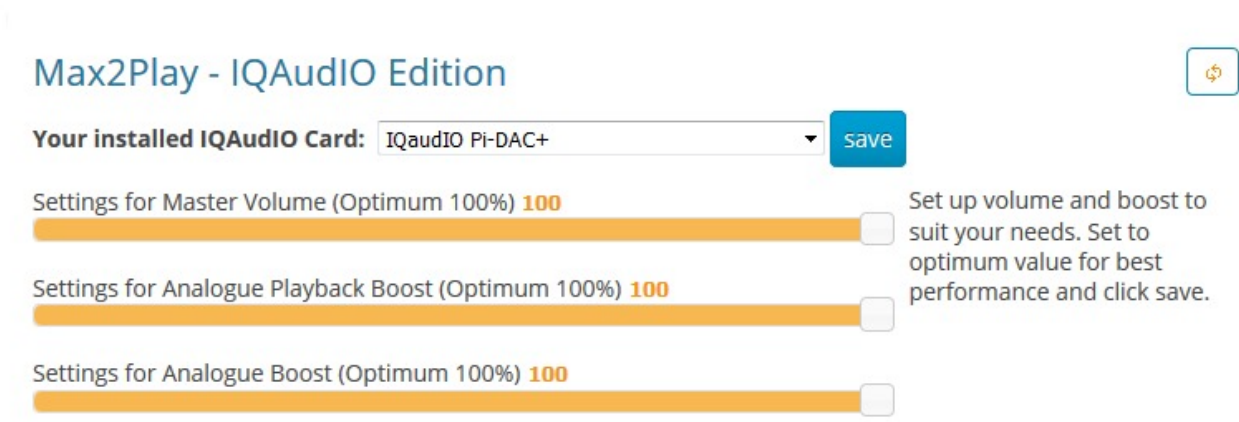 Max2Play - IQAudIO Edition
Your installed IQAudIO Card: IQaudIO Pi-DAC+ save
Settings for Master Volume (Optimum 100%) 100
Set up volume and boost to
suit your needs. Set to
optimum value for best
performance and click save.
Settings for Analogue Playback Boost (Optimum 100%) 100
Settings for Analogue Boost (Optimum 100%) 100